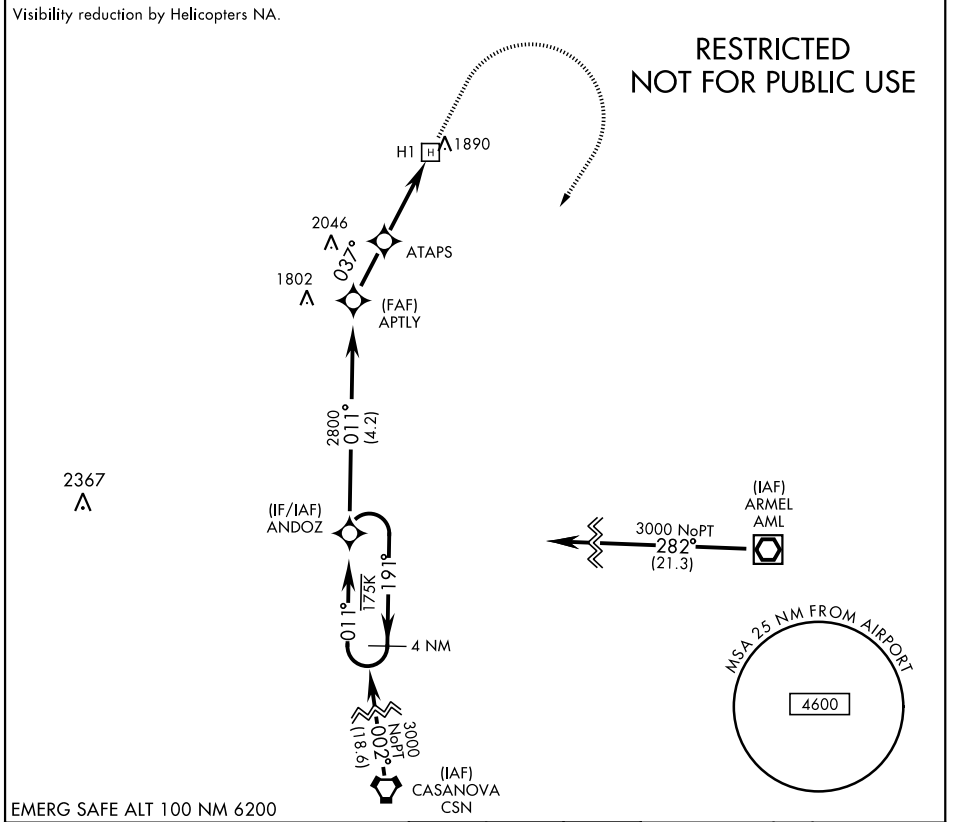 Visibility reduction by Helicopters NA.
RESTRICTED
NOT FOR PUBLIC USE
H1
H
1890
2046
037°
ATAPS
1802
(FAF)
APTLY
2800
011°
(4.2)
2367
(IF/IAF)
ANDOZ
(IAF)
ARMEL
AML
3000 NoPT
282°
(21.3)
011°
175K
191°
4 NM
MSA 25 NM FROM AIRPORT
4600
3000
NoPT
002°
(18.6)
(IAF)
CASANOVA
CSN
EMERG SAFE ALT 100 NM 6200